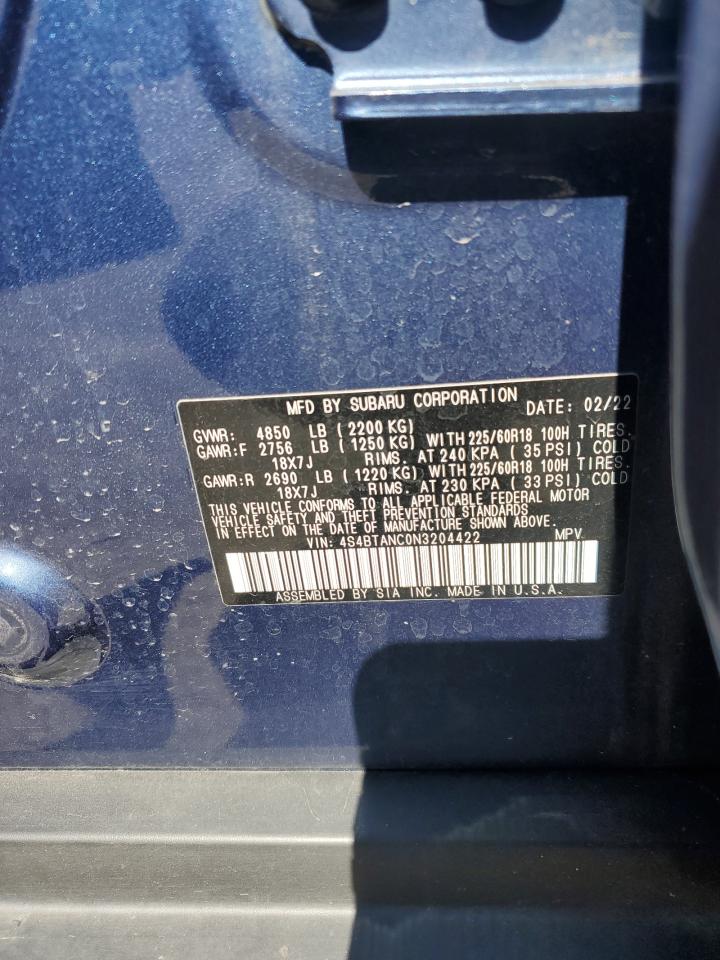 MFD BY SUBARU CORPORATION DATE: 02/22
GVWR: 4850 LB (2200 KG)
GAWR:F 2756 LB (1250 KG) WITH 225/60R18 100H TIRES.
18X7J RIMS. AT 240 KPA (35 PSI) COLD
GAWR:R 2690 LB (1220 KG) WITH 225/60R18 100H TIRES.
18X7J RIMS. AT 230 KPA (33 PSI) COLD
THIS VEHICLE CONFORMS TO ALL APPLICABLE FEDERAL MOTOR
VEHICLE SAFETY AND THEFT PREVENTION STANDARDS
IN EFFECT ON THE DATE OF MANUFACTURE SHOWN ABOVE.
VIN: 4S4BTANC0N3204422 MPV
ASSEMBLED BY SIA INC. MADE IN U.S.A.